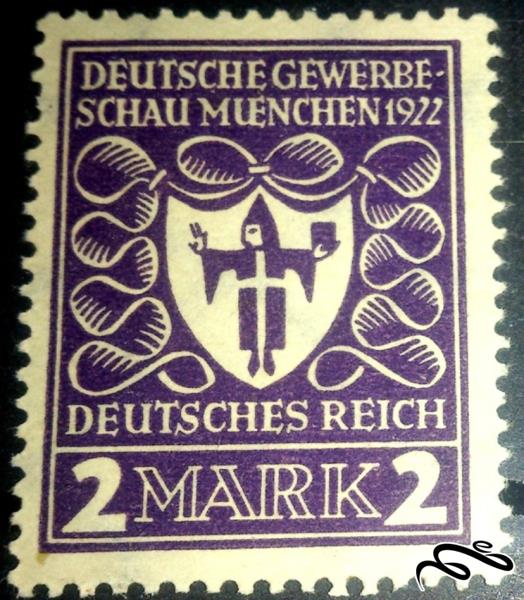 DEUTSCHE GEWERBE-
SCHAU MUENCHEN 1922
DEUTSCHES REICH
2 MARK 2